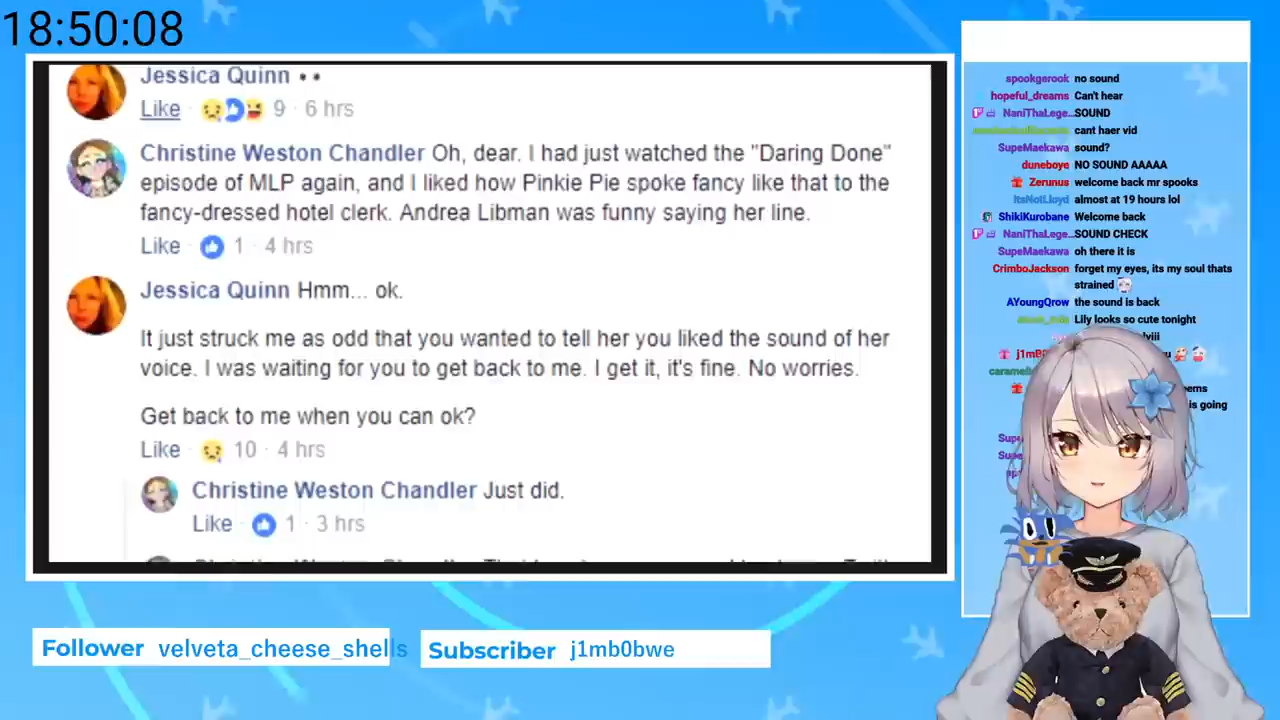 18:50:08
Jessica Quinn ••
Like 9 · 6 hrs
Christine Weston Chandler Oh, dear. I had just watched the "Daring Done"
episode of MLP again, and I liked how Pinkie Pie spoke fancy like that to the
fancy-dressed hotel clerk. Andrea Libman was funny saying her line.
Like · 1 · 4 hrs
Jessica Quinn Hmm... ok.
It just struck me as odd that you wanted to tell her you liked the sound of her
voice. I was waiting for you to get back to me. I get it, it's fine. No worries.
Get back to me when you can ok?
Like · 10 · 4 hrs
Christine Weston Chandler Just did.
Like · 1 · 3 hrs
spookgerook no sound
hopeful_dreams Can't hear
NaniThaLege... SOUND
cant haer vid
SupeMaekawa sound?
duneboye NO SOUND AAAAA
Zerunus welcome back mr spooks
ItsNotLloyd almost at 19 hours lol
ShikiKurobane Welcome back
NaniThaLege... SOUND CHECK
SupeMaekawa oh there it is
CrimboJackson forget my eyes, its my soul thats
strained
AYoungQrow the sound is back
Lily looks so cute tonight
is going
Follower velveta_cheese_shells
Subscriber j1mb0bwe